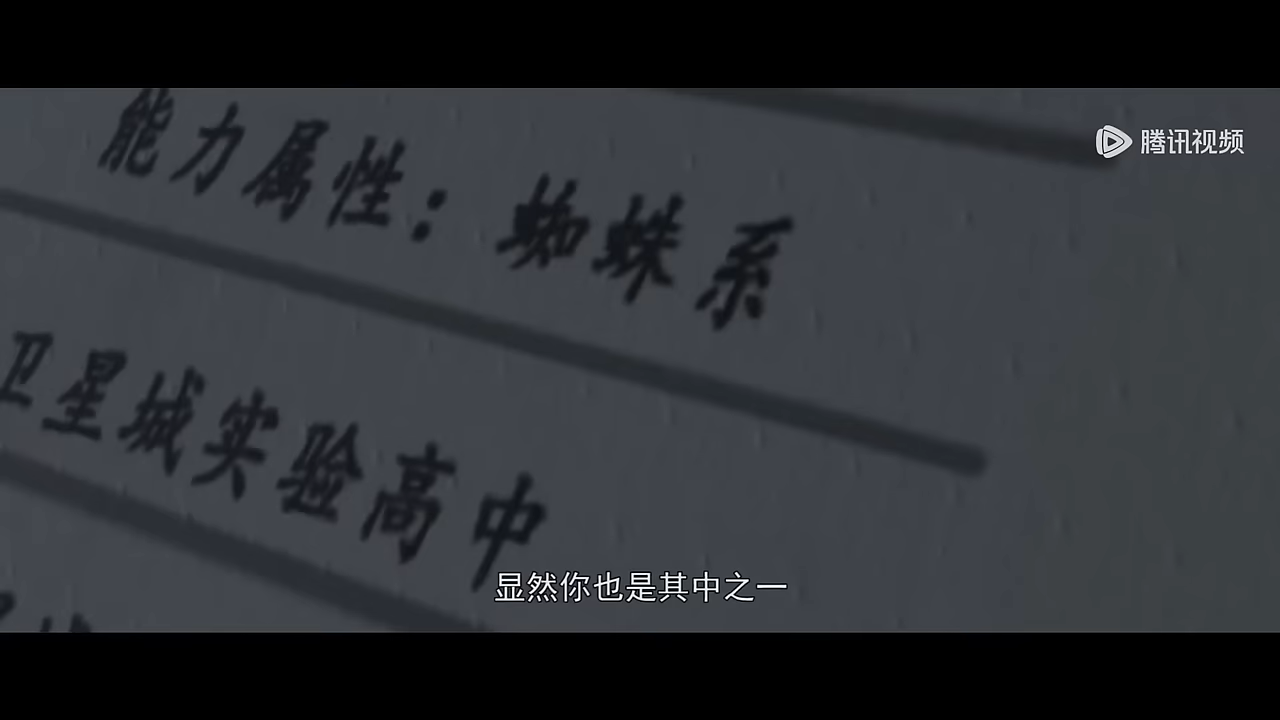 腾讯视频
能力属性：蜘蛛系
卫星城实验高中
显然你也是其中之一